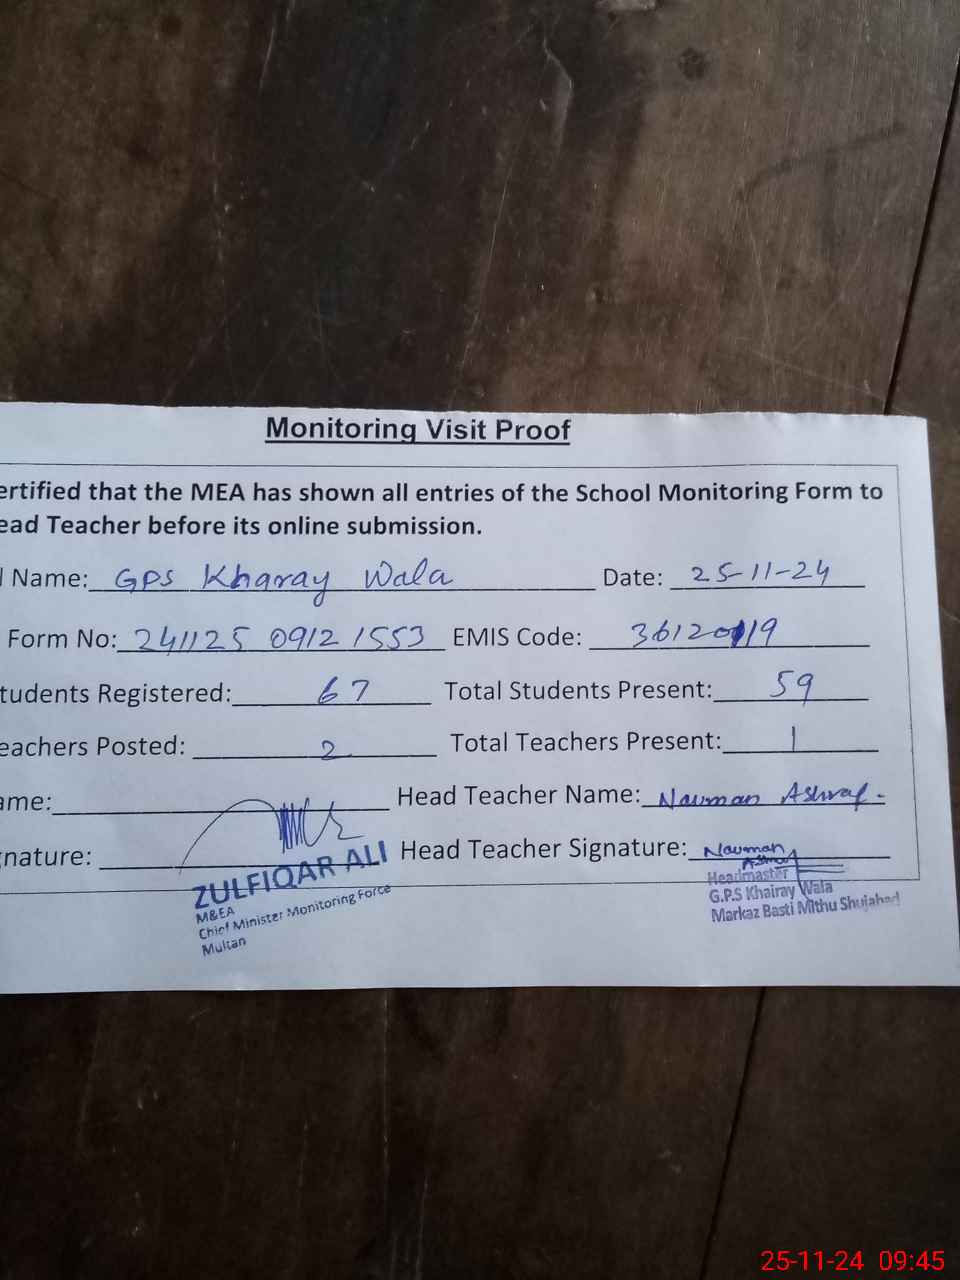 Monitoring Visit Proof
ertified that the MEA has shown all entries of the School Monitoring Form to
ead Teacher before its online submission.
l Name: GPS Kharay Wala Date: 25-11-24
Form No: 241125 0912 1553 EMIS Code: 36120119
tudents Registered: 67 Total Students Present: 59
eachers Posted: 2 Total Teachers Present: 1
ame: Head Teacher Name: Nauman Ashraf.
nature: Head Teacher Signature: Nauman
Ashraf
ZULFIQAR ALI
M&EA
Chief Minister Monitoring Force
Multan
Headmaster
G.P.S Khairay Wala
Markaz Basti Mithu Shujabad
25-11-24 09:45